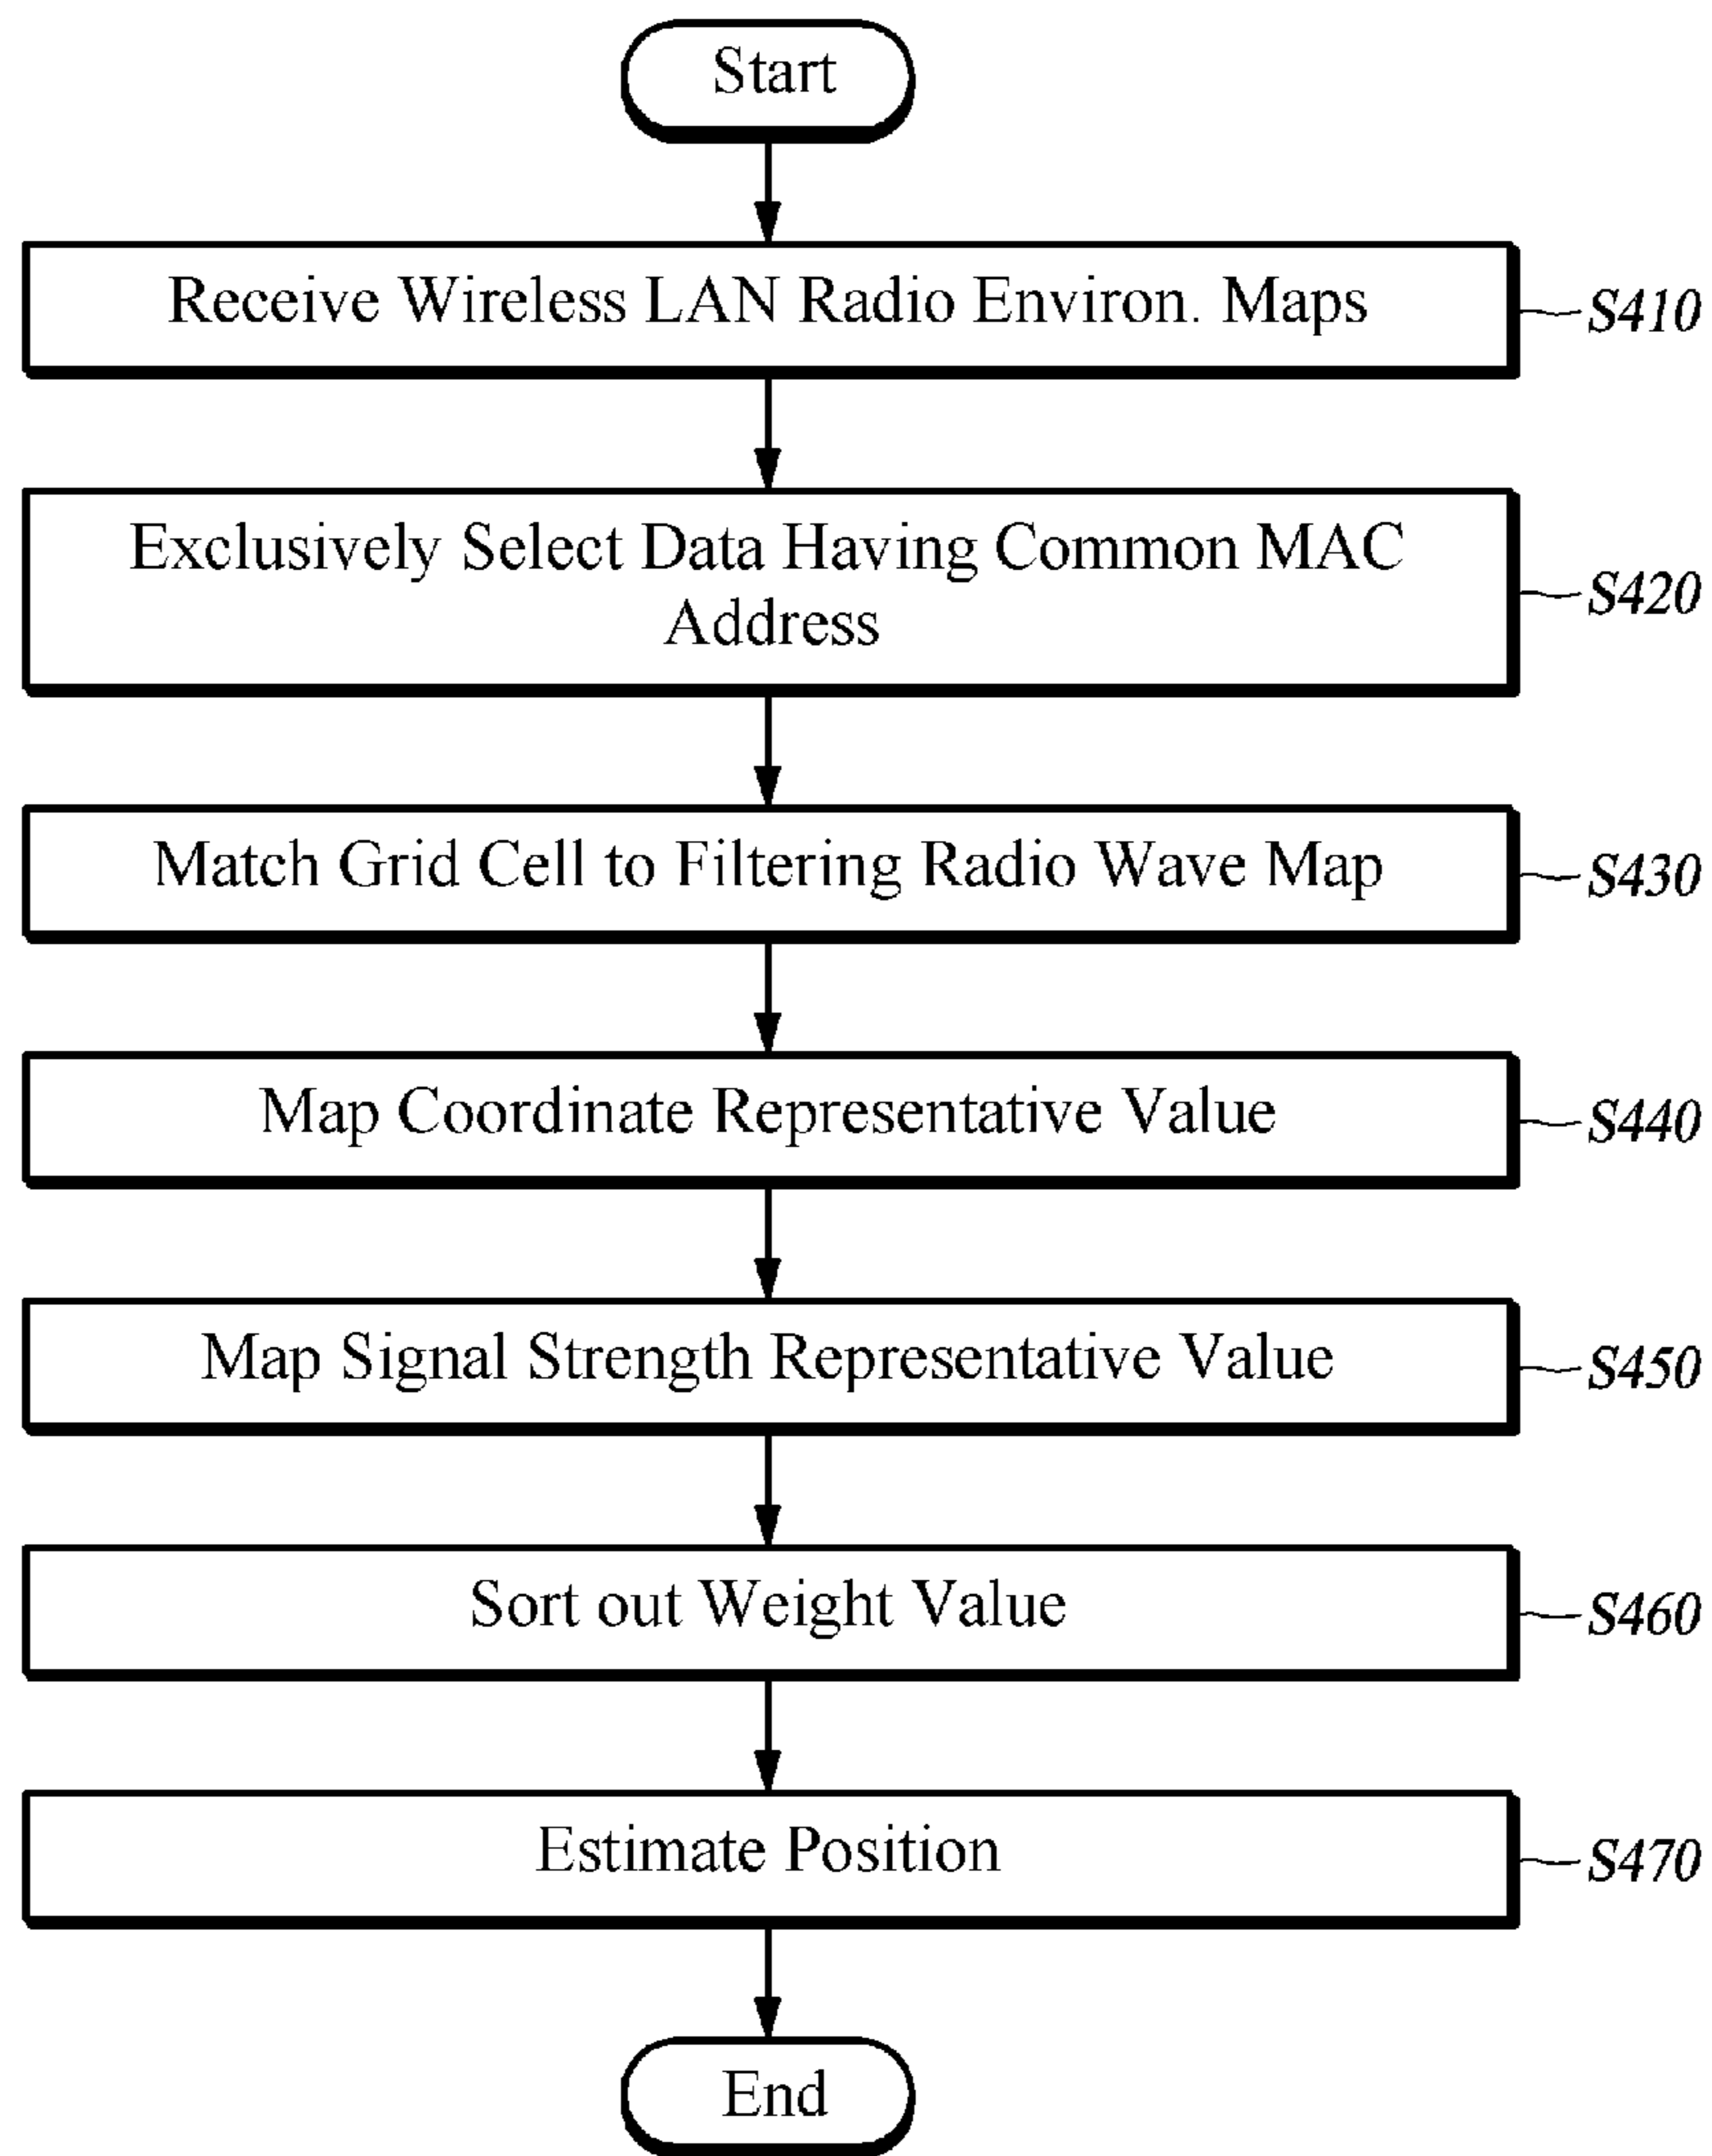 Start
Receive Wireless LAN Radio Environ. Maps
S410
Exclusively Select Data Having Common MAC
Address
S420
Match Grid Cell to Filtering Radio Wave Map
S430
Map Coordinate Representative Value
S440
Map Signal Strength Representative Value
S450
Sort out Weight Value
S460
Estimate Position
S470
End